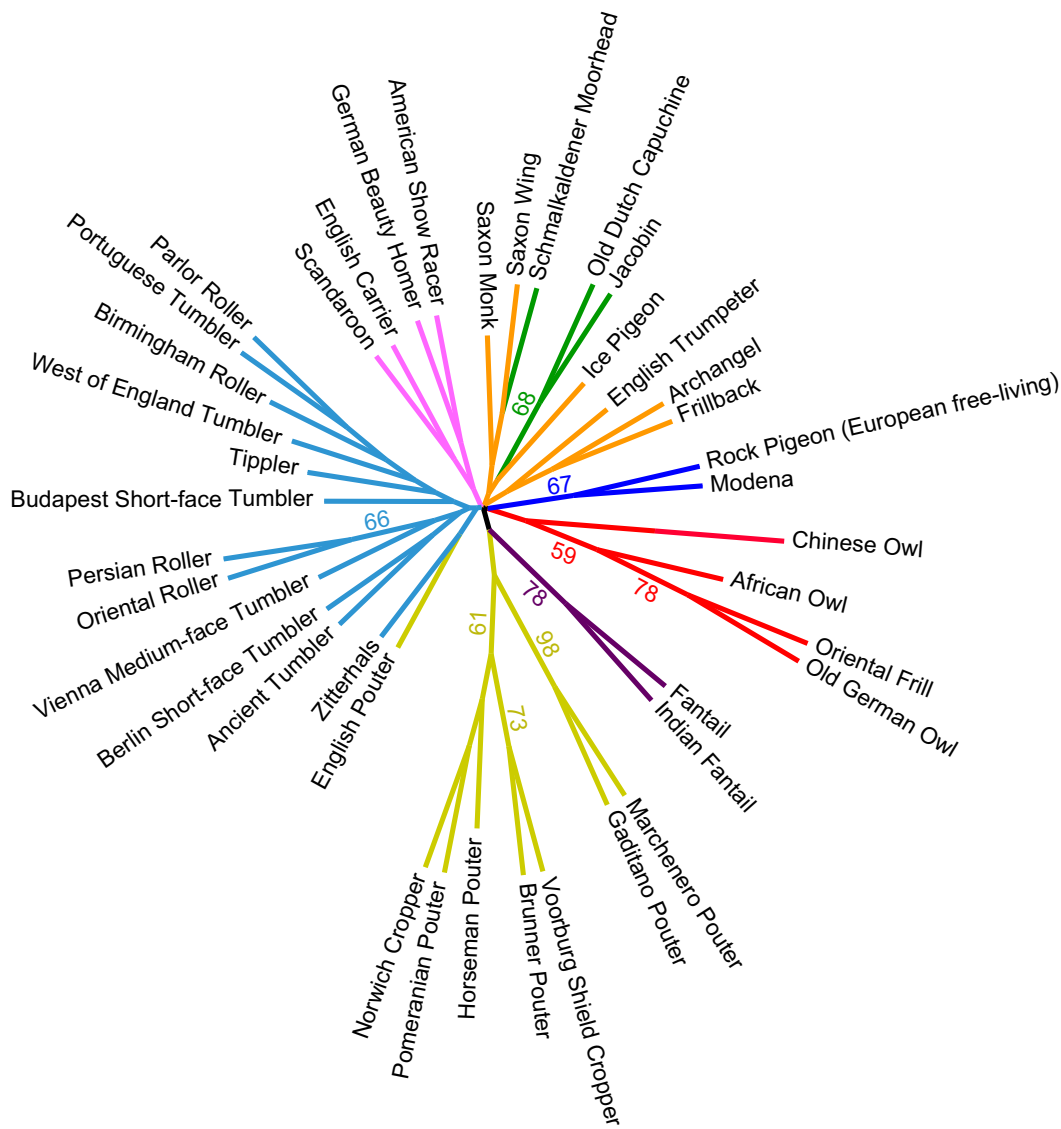 American Show Racer
German Beauty Homer
English Carrier
Scandaroon
Saxon Monk
Saxon Wing
Schmalkaldener Moorhead
Old Dutch Capuchine
Jacobin
68
Ice Pigeon
English Trumpeter
Archangel
Frillback
Rock Pigeon (European free-living)
Modena
67
Chinese Owl
59
African Owl
78
Oriental Frill
Old German Owl
78
Fantail
Indian Fantail
98
Marchenero Pouter
Gaditano Pouter
61
73
Voorburg Shield Cropper
Brunner Pouter
Horseman Pouter
Pomeranian Pouter
Norwich Cropper
English Pouter
Zitterhals
Ancient Tumbler
Berlin Short-face Tumbler
Vienna Medium-face Tumbler
Oriental Roller
Persian Roller
66
Budapest Short-face Tumbler
Tippler
West of England Tumbler
Birmingham Roller
Portuguese Tumbler
Parlor Roller